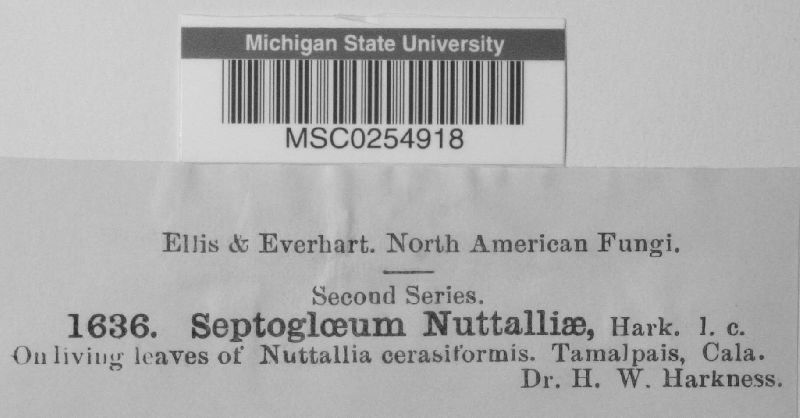 Michigan State University
MSC0254918
Ellis & Everhart. North American Fungi.
Second Series.
1636. Septoglœum Nuttalliæ, Hark. l. c.
On living leaves of Nuttallia cerasiformis. Tamalpais, Cala.
Dr. H. W. Harkness.